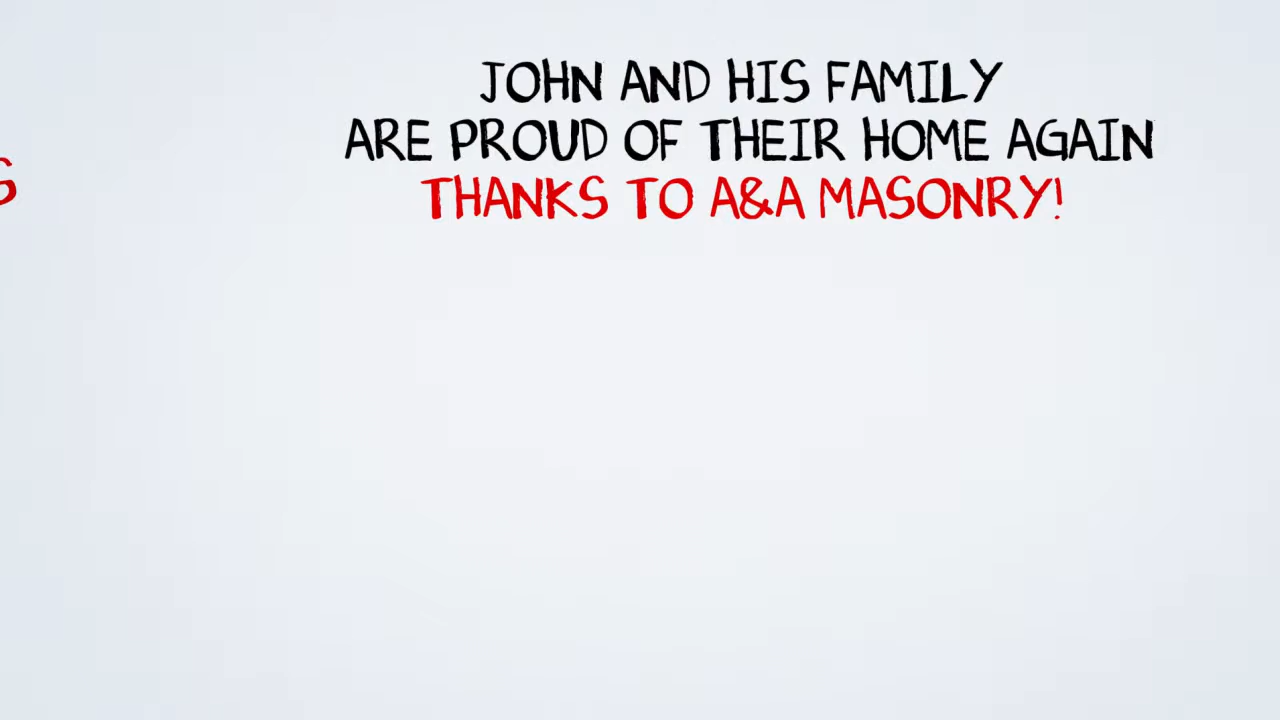 JOHN AND HIS FAMILY
ARE PROUD OF THEIR HOME AGAIN
THANKS TO A&A MASONRY!